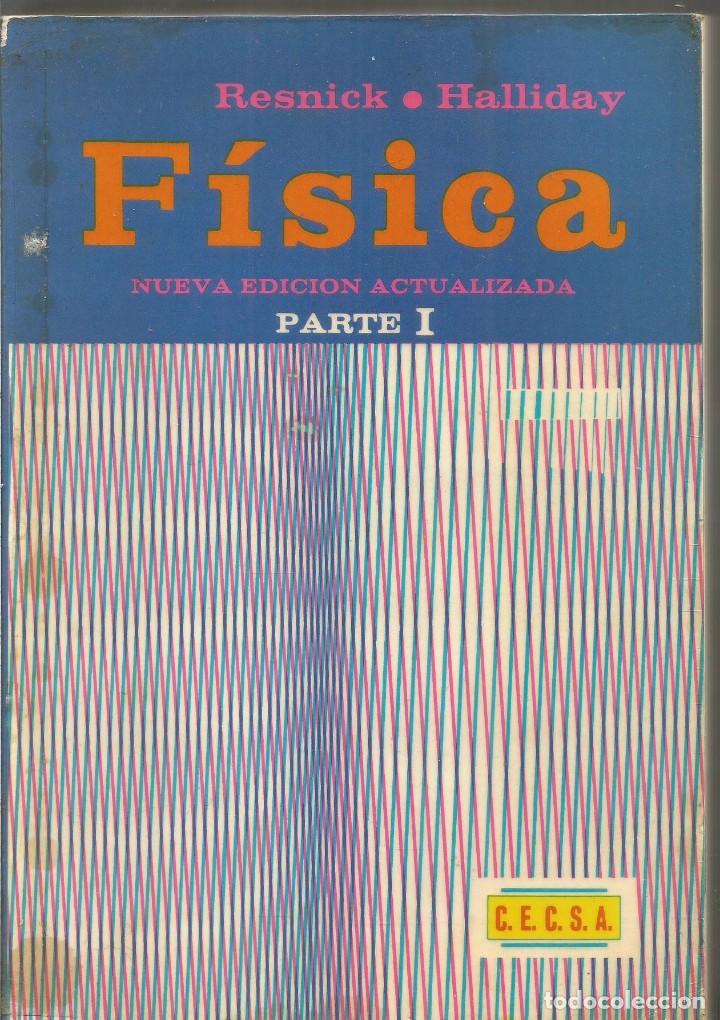 Resnick • Halliday
Física
NUEVA EDICION ACTUALIZADA
PARTE I
C. E. C. S. A.
todocoleccion